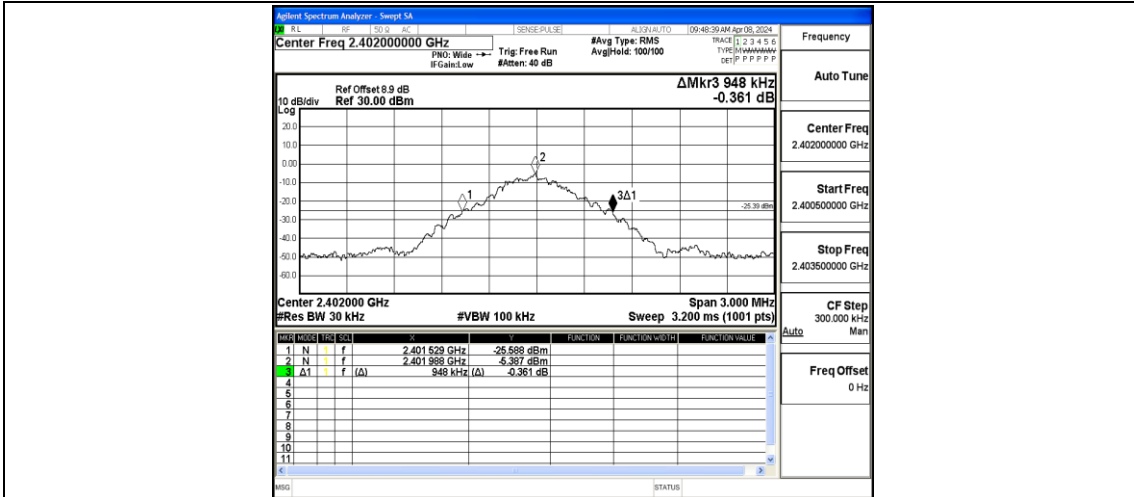 Agilent Spectrum Analyzer - Swept SA
RL RF 50 Ω AC SENSE:PULSE ALIGN AUTO 09:48:39 AM Apr 08, 2024
Center Freq 2.402000000 GHz
PNO: Wide
IFGain:Low
Trig: Free Run
#Atten: 40 dB
#Avg Type: RMS
Avg|Hold: 100/100
TRACE 1 2 3 4 5 6
TYPE MWWWWW
DET P P P P P P
Frequency
Auto Tune
Center Freq
2.402000000 GHz
Start Freq
2.400500000 GHz
Stop Freq
2.403500000 GHz
CF Step
300.000 kHz
Auto Man
Freq Offset
0 Hz
ΔMkr3 948 kHz
-0.361 dB
Ref Offset 8.9 dB
10 dB/div Ref 30.00 dBm
Log
20.0
10.0
0.00
-10.0
-20.0
-30.0
-40.0
-50.0
-60.0
1
2
3Δ1
-25.39 dBm
Center 2.402000 GHz Span 3.000 MHz
#Res BW 30 kHz #VBW 100 kHz Sweep 3.200 ms (1001 pts)
MKR MODE TRC SCL X Y FUNCTION FUNCTION WIDTH FUNCTION VALUE
1 N 1 f 2.401 529 GHz -25.588 dBm
2 N 1 f 2.401 988 GHz -5.387 dBm
3 Δ1 1 f (Δ) 948 kHz (Δ) -0.361 dB
4
5
6
7
8
9
10
11
MSG STATUS